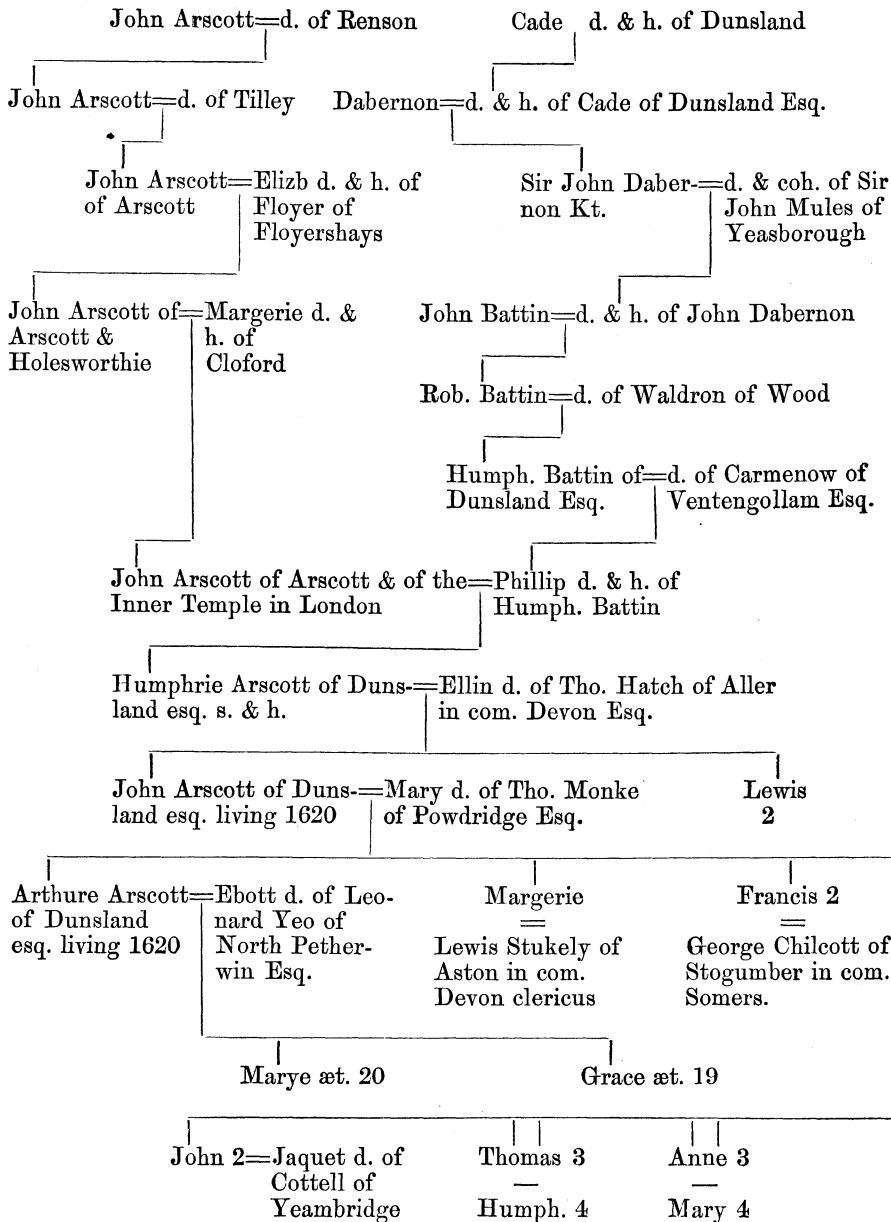 John Arscott=d. of Renson Cade d. & h. of Dunsland
John Arscott=d. of Tilley Dabernon=d. & h. of Cade of Dunsland Esq.
John Arscott=Elizb d. & h. of Sir John Daber-=d. & coh. of Sir
of Arscott Floyer of non Kt. John Mules of
Floyershays Yeasborough
John Arscott of=Margerie d. & John Battin=d. & h. of John Dabernon
Arscott & h. of
Holesworthie Cloford
Rob. Battin=d. of Waldron of Wood
Humph. Battin of=d. of Carmenow of
Dunsland Esq. Ventengollam Esq.
John Arscott of Arscott & of the=Phillip d. & h. of
Inner Temple in London Humph. Battin
Humphrie Arscott of Duns-=Ellin d. of Tho. Hatch of Aller
land esq. s. & h. in com. Devon Esq.
John Arscott of Duns-=Mary d. of Tho. Monke Lewis
land esq. living 1620 of Powdridge Esq. 2
Arthure Arscott=Ebott d. of Leo- Margerie Francis 2
of Dunsland nard Yeo of = =
esq. living 1620 North Pether- Lewis Stukely of George Chilcott of
win Esq. Aston in com. Stogumber in com.
Devon clericus Somers.
Marye æt. 20 Grace æt. 19
John 2=Jaquet d. of Thomas 3 Anne 3
Cottell of — —
Yeambridge Humph. 4 Mary 4